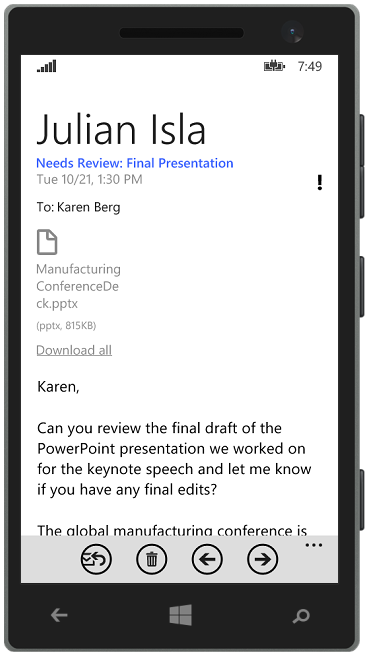 7:49
Julian Isla
Needs Review: Final Presentation
Tue 10/21, 1:30 PM
!
To: Karen Berg
Manufacturing
ConferenceDe
ck.pptx
(pptx, 815KB)
Download all
Karen,
Can you review the final draft of the
PowerPoint presentation we worked on
for the keynote speech and let me know
if you have any final edits?
The global manufacturing conference is